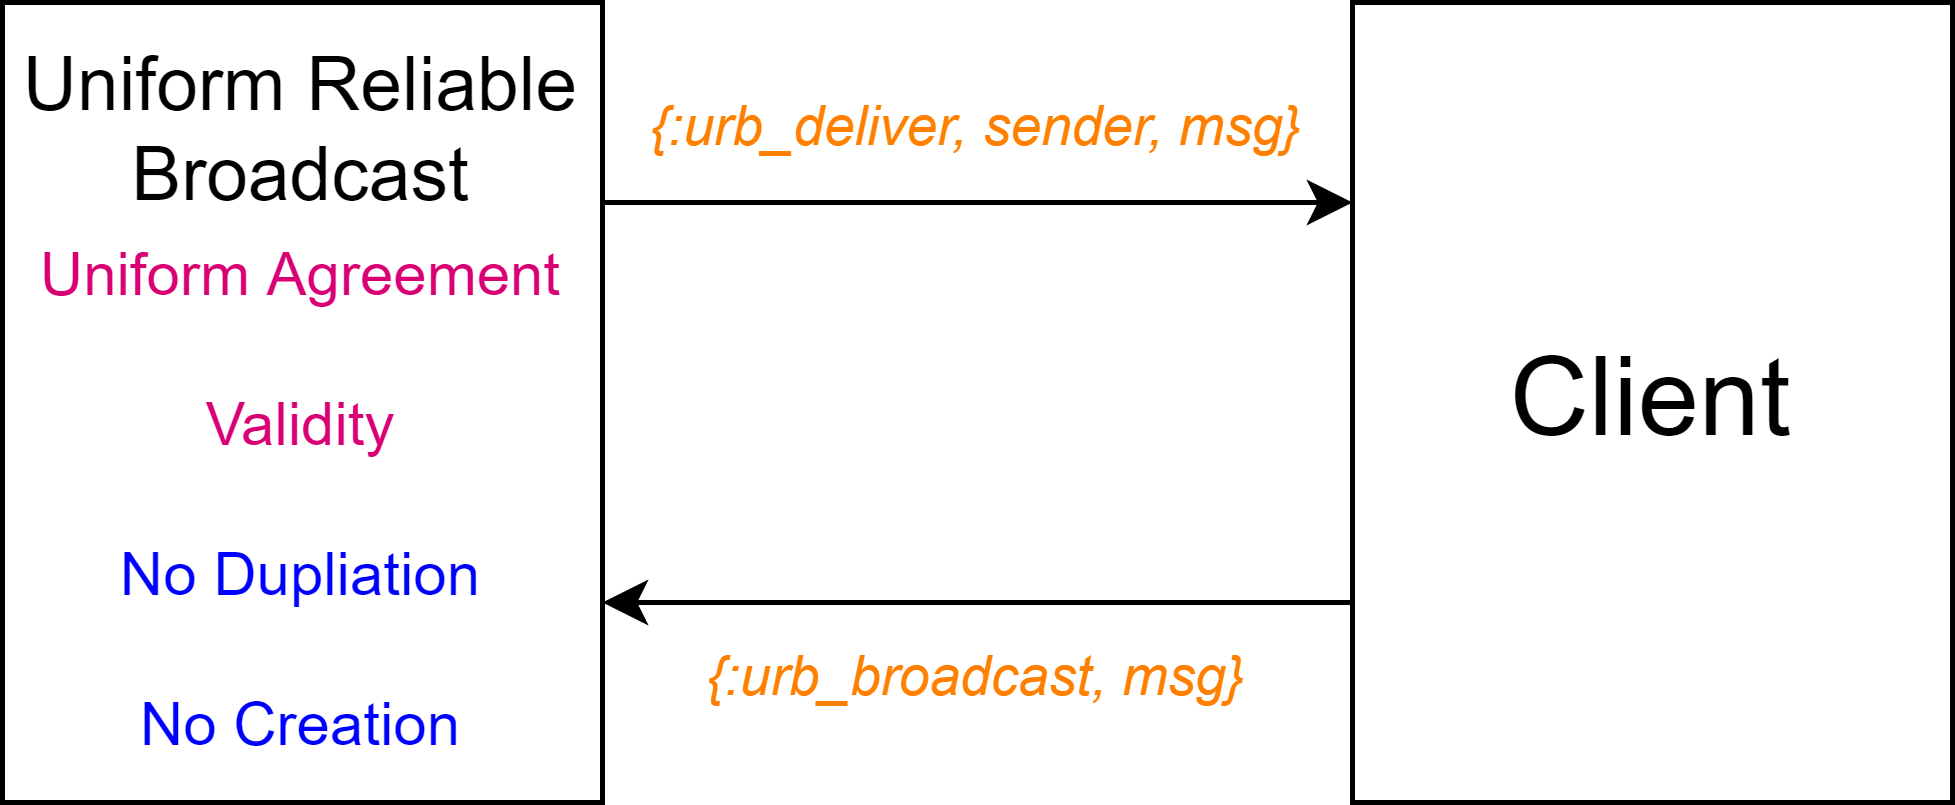 Uniform Reliable
Broadcast
Uniform Agreement
Validity
No Dupliation
No Creation
{:urb_deliver, sender, msg}
{:urb_broadcast, msg}
Client